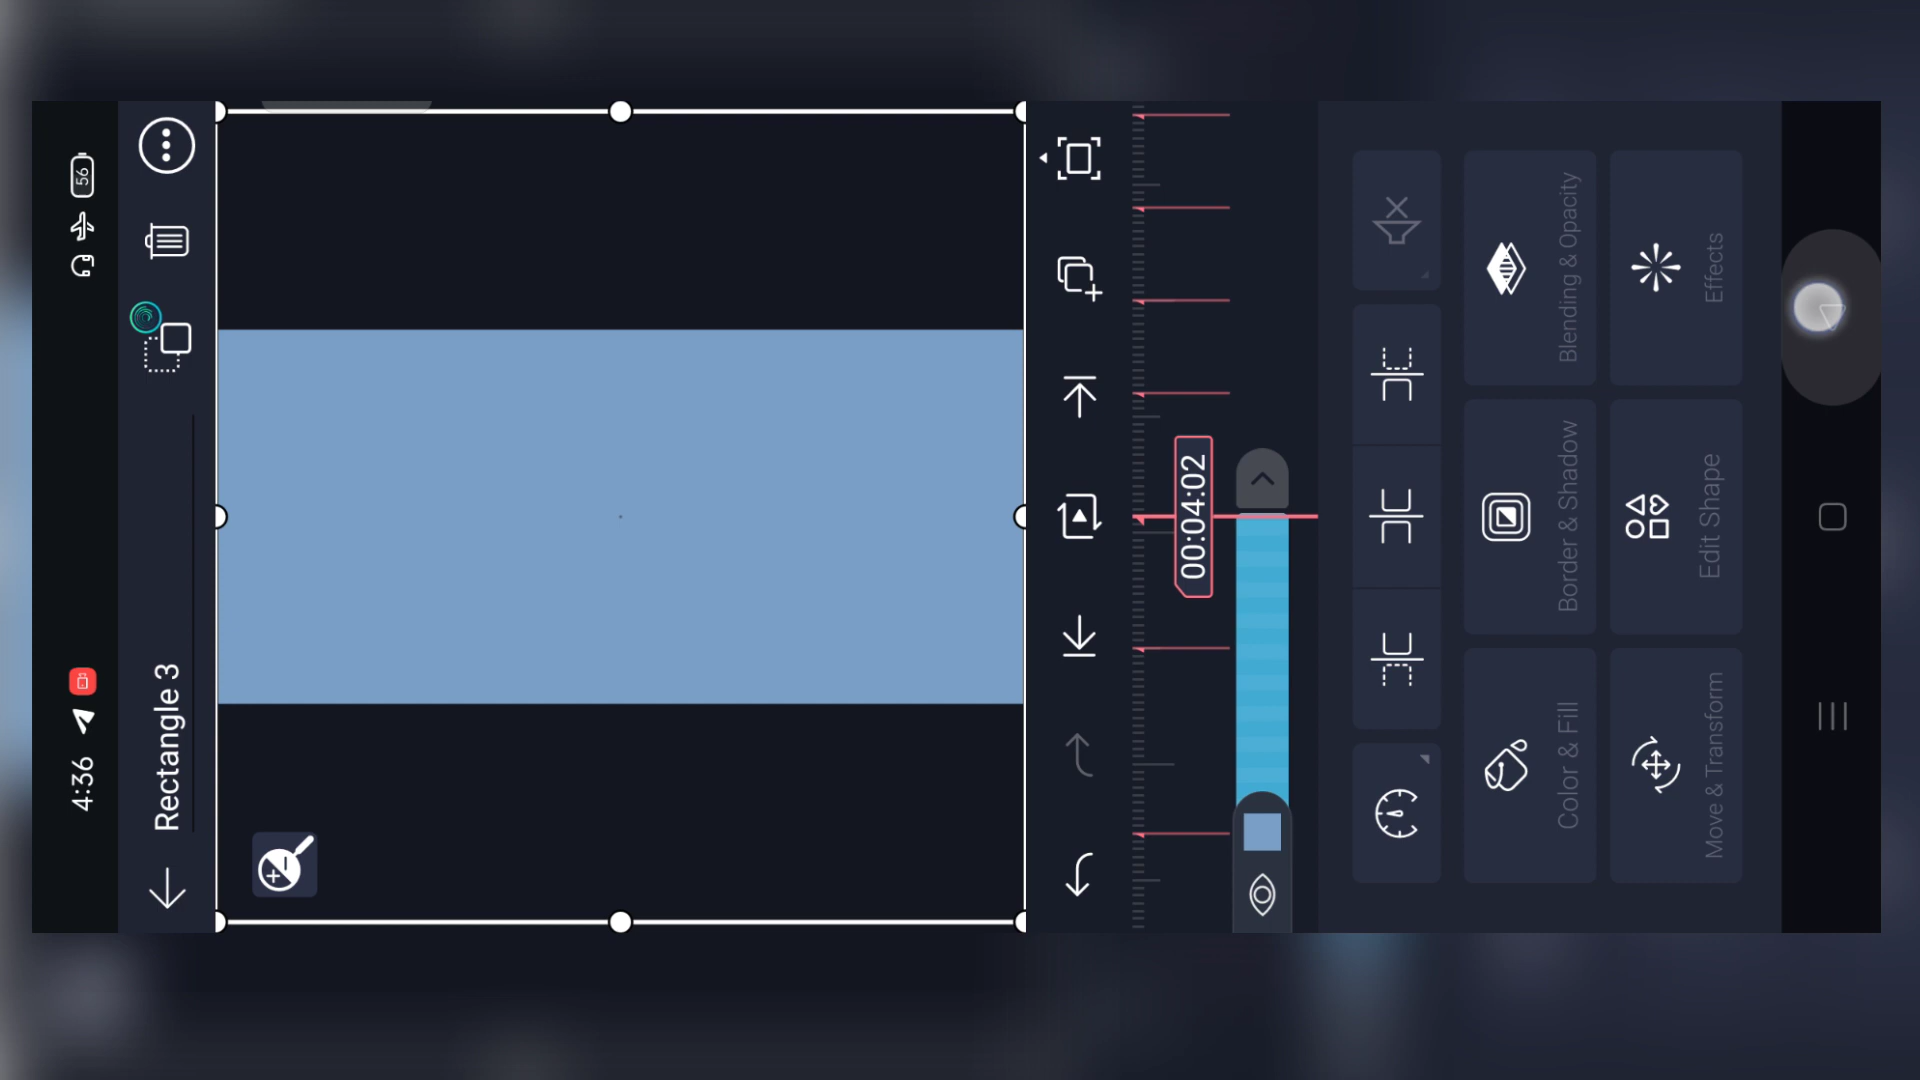 4:36
56
Rectangle 3
00:04:02
Color & Fill
Border & Shadow
Blending & Opacity
Move & Transform
Edit Shape
Effects